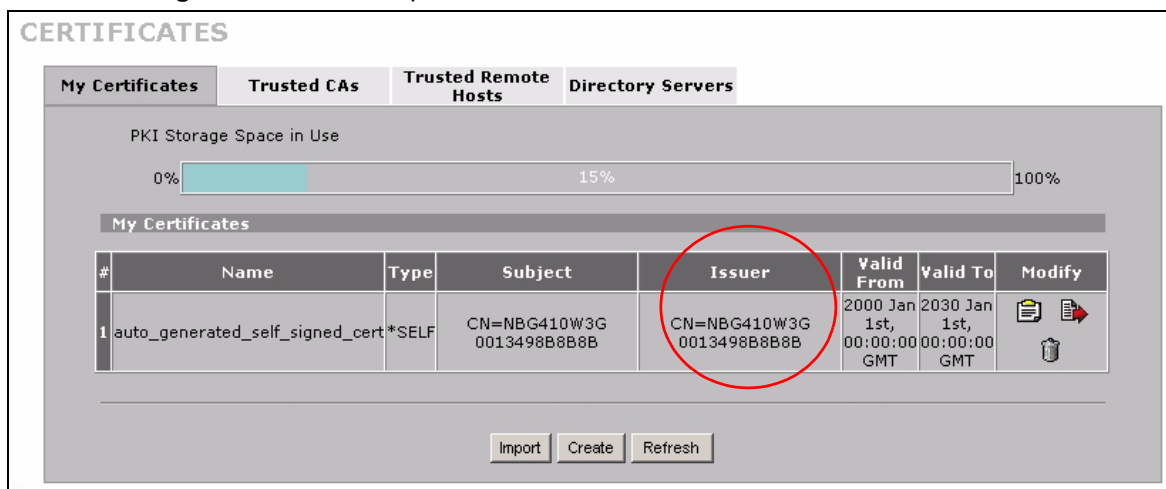 CERTIFICATES
My Certificates Trusted CAs Trusted Remote Hosts Directory Servers
PKI Storage Space in Use
0% 15% 100%
My Certificates
# Name Type Subject Issuer Valid From Valid To Modify
1 auto_generated_self_signed_cert *SELF CN=NBG410W3G 0013498B8B8B CN=NBG410W3G 0013498B8B8B 2000 Jan 1st, 00:00:00 GMT 2030 Jan 1st, 00:00:00 GMT
Import Create Refresh